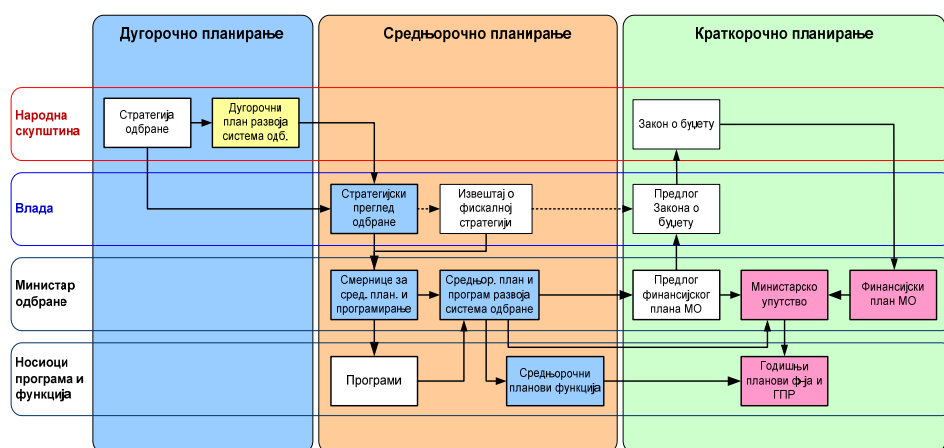 Дугорочно планирање
Средњорочно планирање
Краткорочно планирање
Народна
скупштина
Стратегија
одбране
Дугорочни
план развоја
система одб.
Закон о буџету
Влада
Стратегијски
преглед
одбране
Извештај о
фискалној
стратегији
Предлог
Закона о
буџету
Министар
одбране
Смернице за
сред. план. и
програмирање
Средњор. план и
програм развоја
система одбране
Предлог
финансијског
плана МО
Министарско
упутство
Финансијски
план МО
Носиоци
програма и
функција
Програми
Средњорочни
планови функција
Годишњи
планови ф-ја и
ГПР